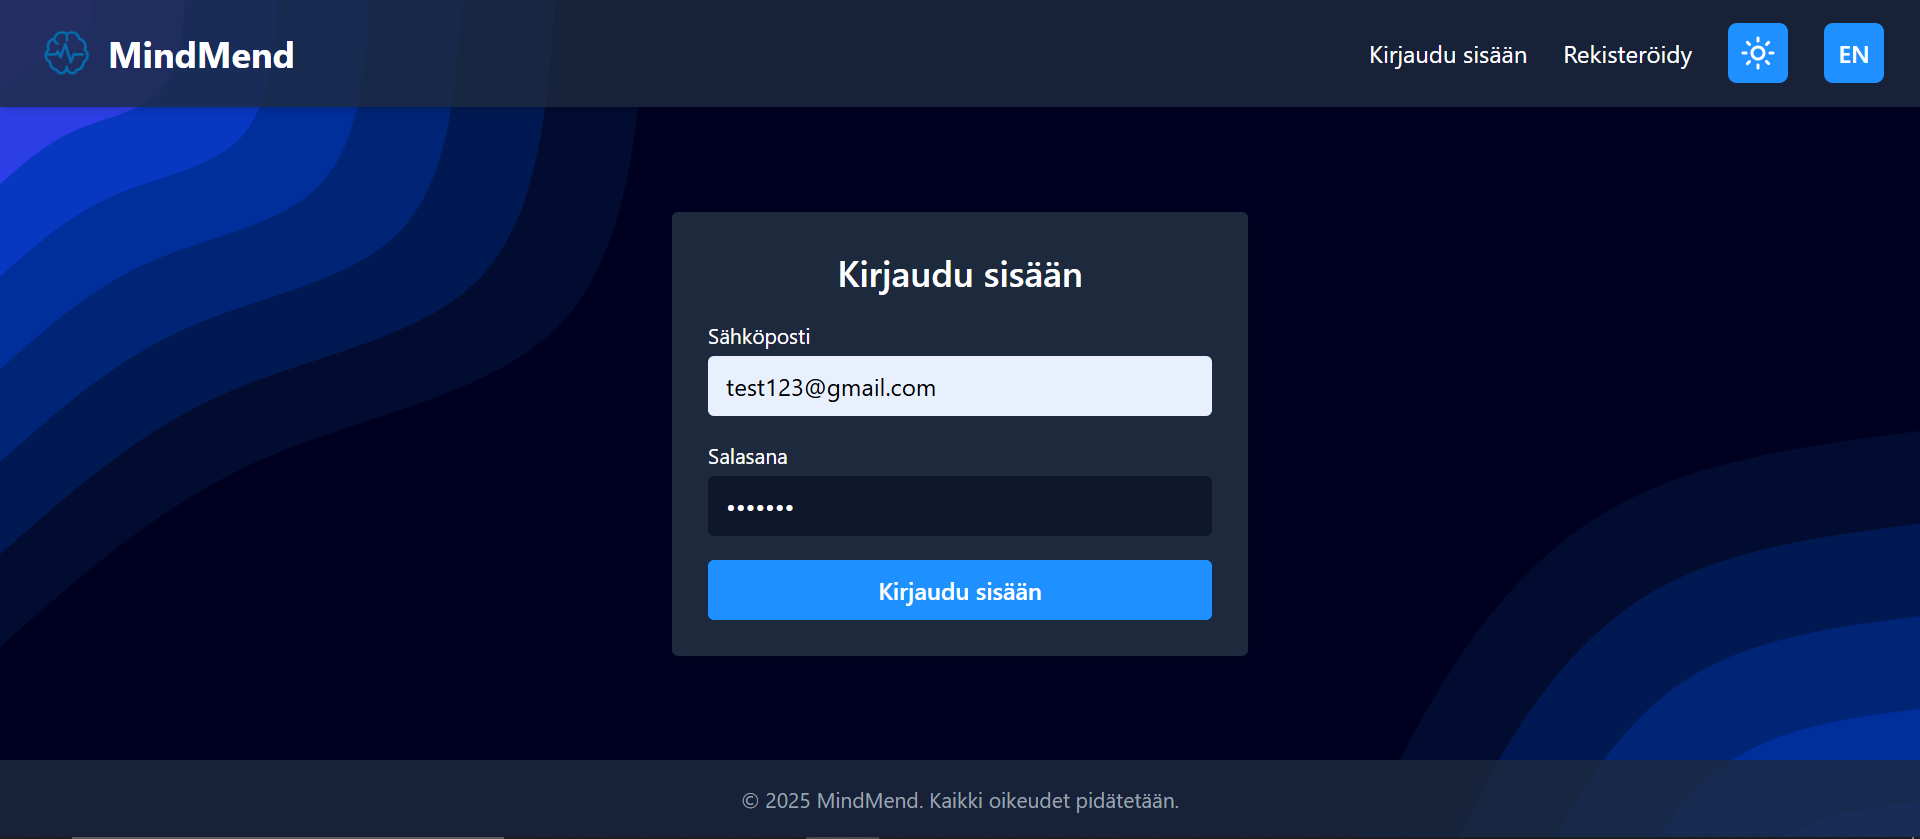 MindMend
Kirjaudu sisään
Rekisteröidy
EN
Kirjaudu sisään
Sähköposti
test123@gmail.com
Salasana
•••••••
Kirjaudu sisään
© 2025 MindMend. Kaikki oikeudet pidätetään.